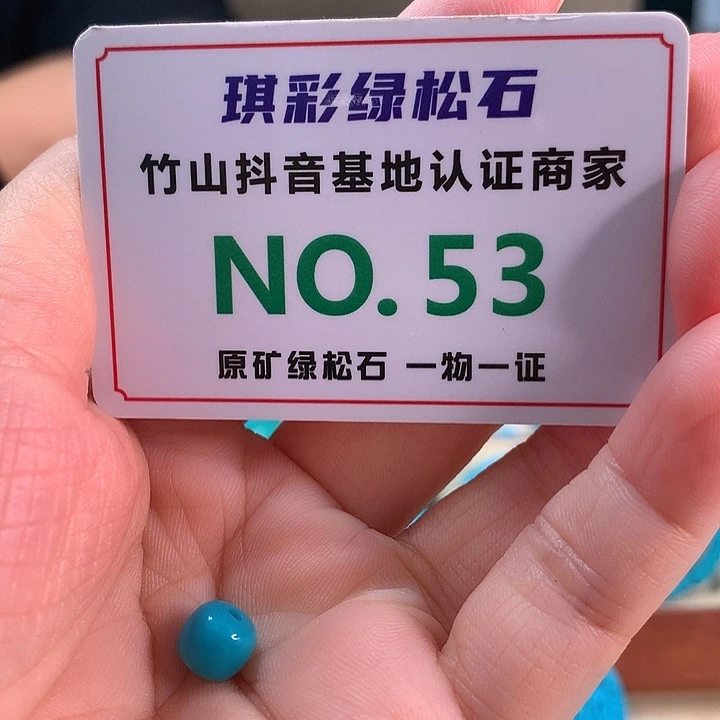 琪彩绿松石
竹山抖音基地认证商家
NO. 53
原矿绿松石 一物一证